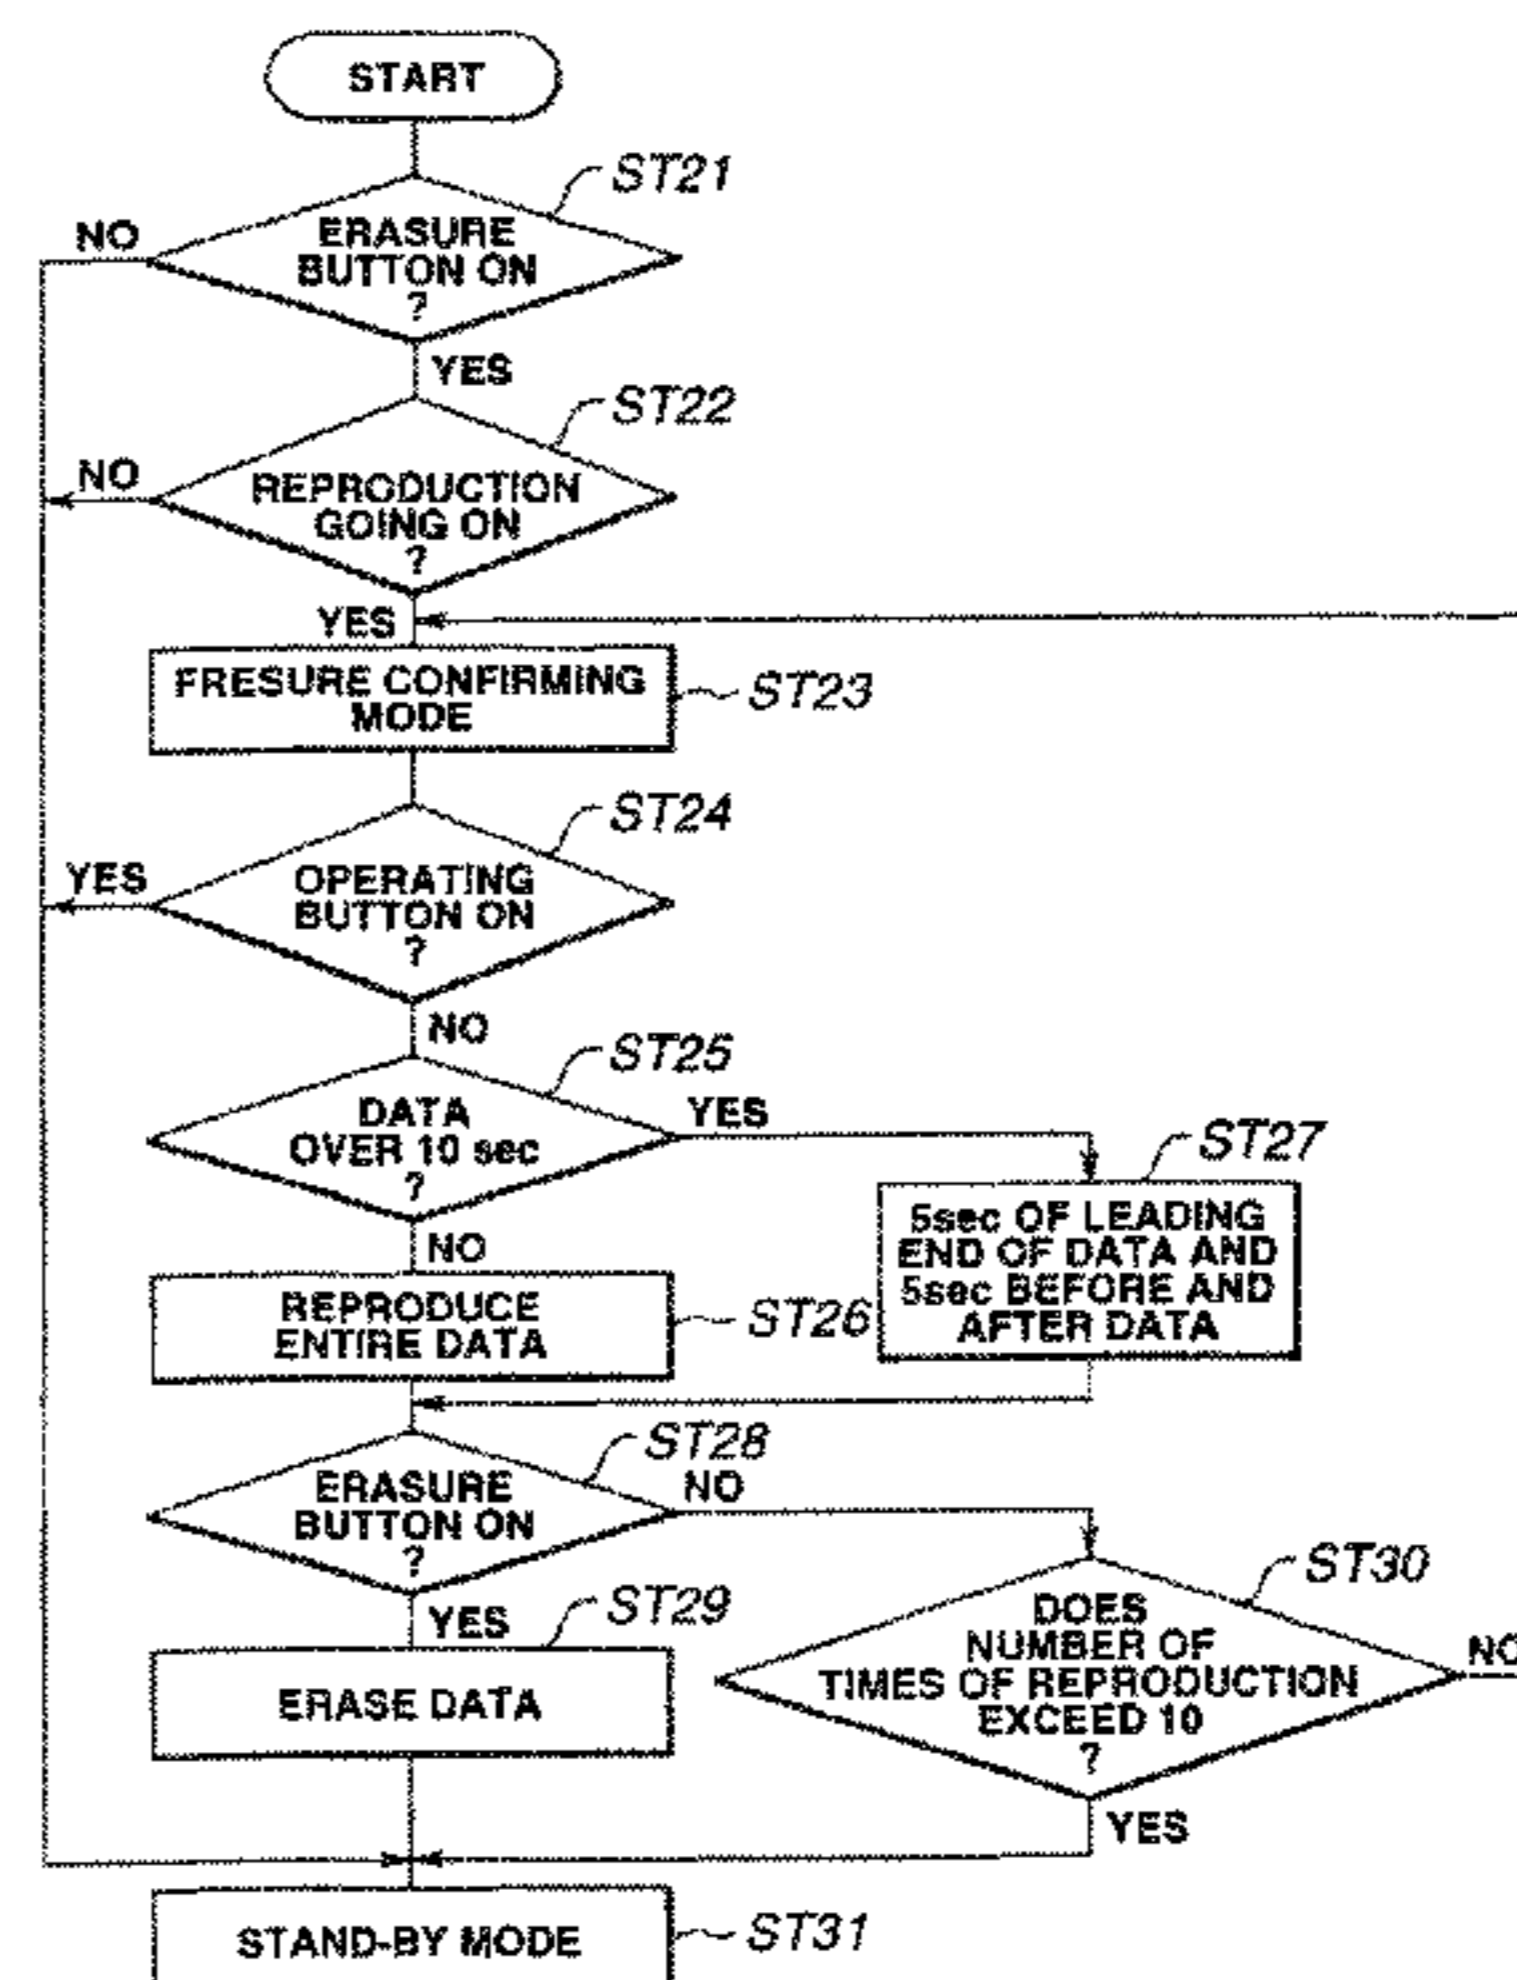 START
ST21
NO
ERASURE
BUTTON ON
?
YES
ST22
NO
REPRODUCTION
GOING ON
?
YES
FRESURE CONFIRMING
MODE
ST23
ST24
YES
OPERATING
BUTTON ON
?
NO
ST25
DATA
OVER 10 sec
?
YES
ST27
5sec OF LEADING
END OF DATA AND
5sec BEFORE AND
AFTER DATA
NO
REPRODUCE
ENTIRE DATA
ST26
ST28
ERASURE
BUTTON ON
?
NO
ST30
DOES
NUMBER OF
TIMES OF REPRODUCTION
EXCEED 10
?
NO
YES
ST29
ERASE DATA
YES
STAND-BY MODE
ST31